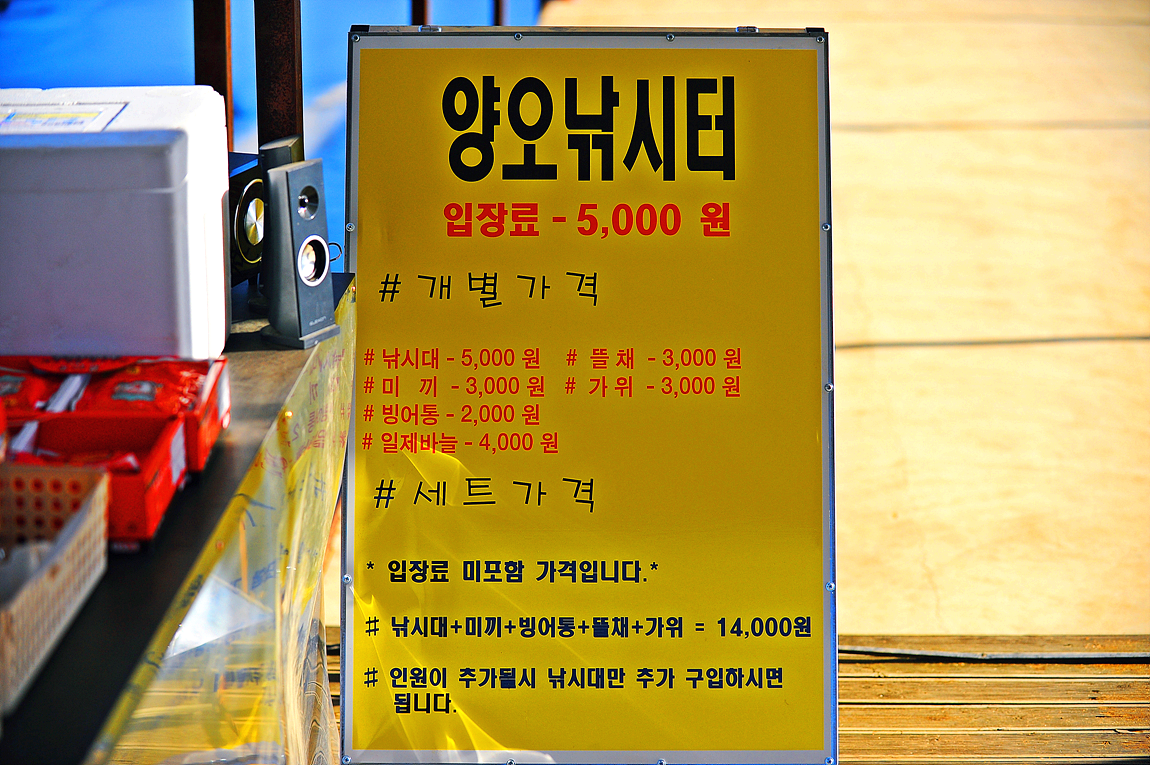 양오낚시터
입장료 - 5,000 원
# 개별가격
# 낚시대 - 5,000 원 # 뜰 채 - 3,000 원
# 미 끼 - 3,000 원 # 가 위 - 3,000 원
# 빙어통 - 2,000 원
# 일제바늘 - 4,000 원
# 세트가격
* 입장료 미포함 가격입니다.*
# 낚시대+미끼+빙어통+뜰채+가위 = 14,000원
# 인원이 추가될시 낚시대만 추가 구입하시면
됩니다.